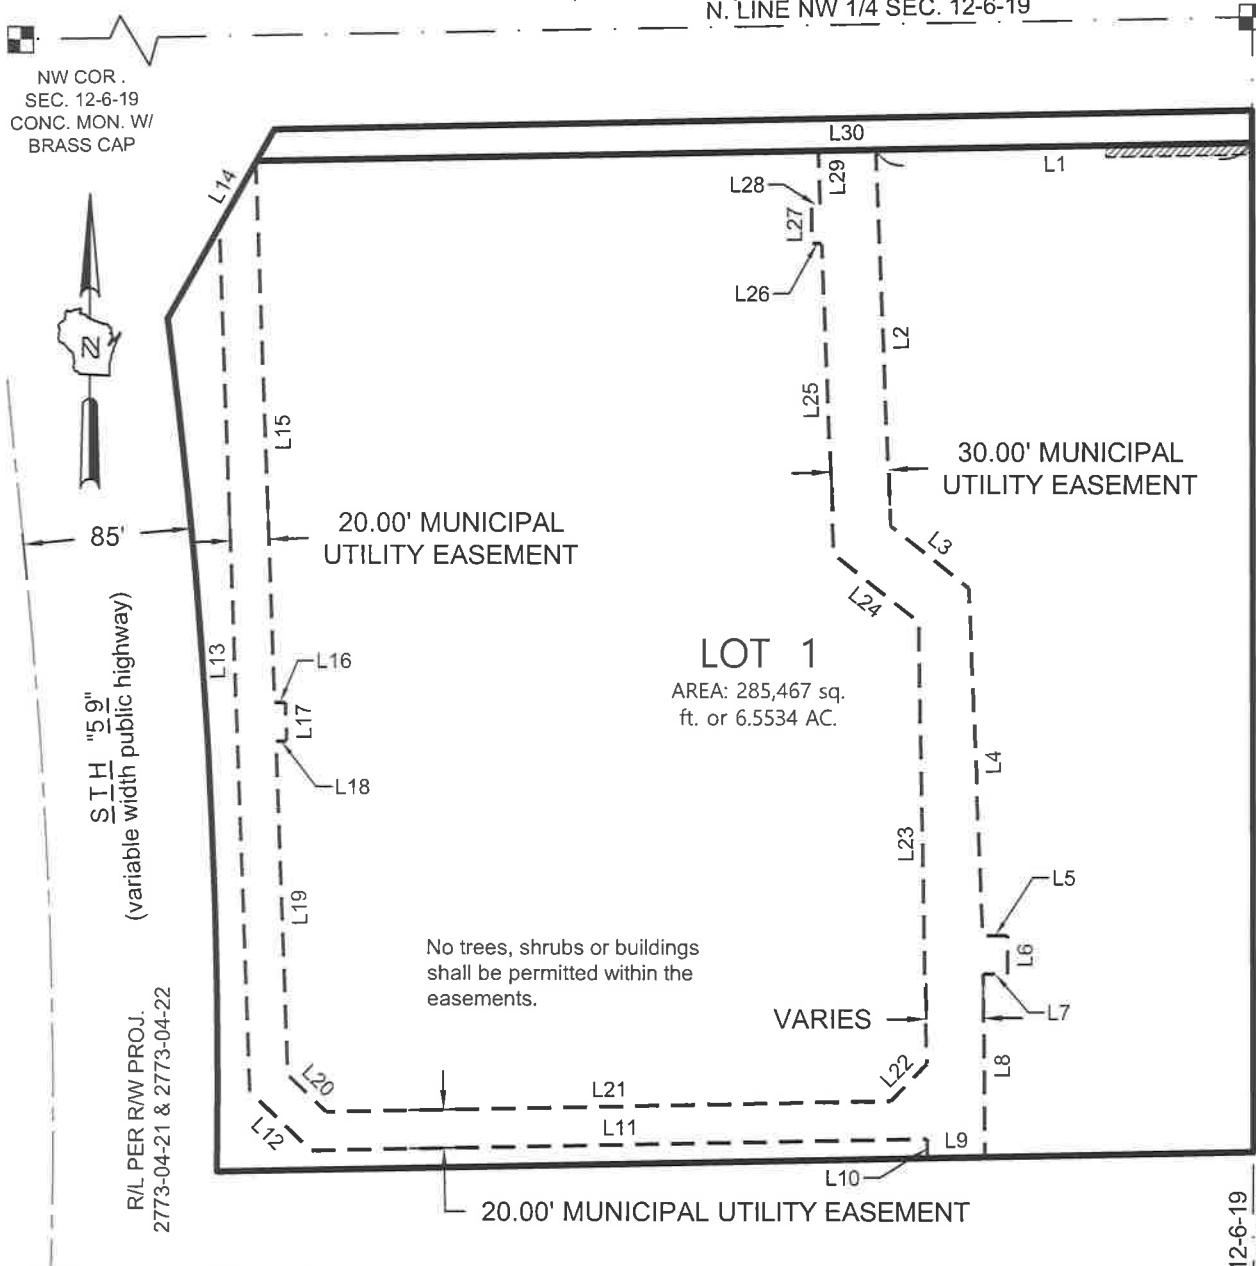 N. LINE NW 1/4 SEC. 12-6-19
NW COR.
SEC. 12-6-19
CONC. MON. W/
BRASS CAP
L30
L1
L14
L28
L29
L27
L26
L2
N
L25
L15
30.00' MUNICIPAL
UTILITY EASEMENT
20.00' MUNICIPAL
UTILITY EASEMENT
85'
L3
L24
L13
L16
L17
L18
LOT 1
AREA: 285,467 sq.
ft. or 6.5534 AC.
STH "59"
(variable width public highway)
L4
L23
L5
L6
L7
L19
No trees, shrubs or buildings
shall be permitted within the
easements.
VARIES
R/L PER R/W PROJ.
2773-04-21 & 2773-04-22
L8
L20
L22
L21
L12
L11
L9
L10
20.00' MUNICIPAL UTILITY EASEMENT
12-6-19